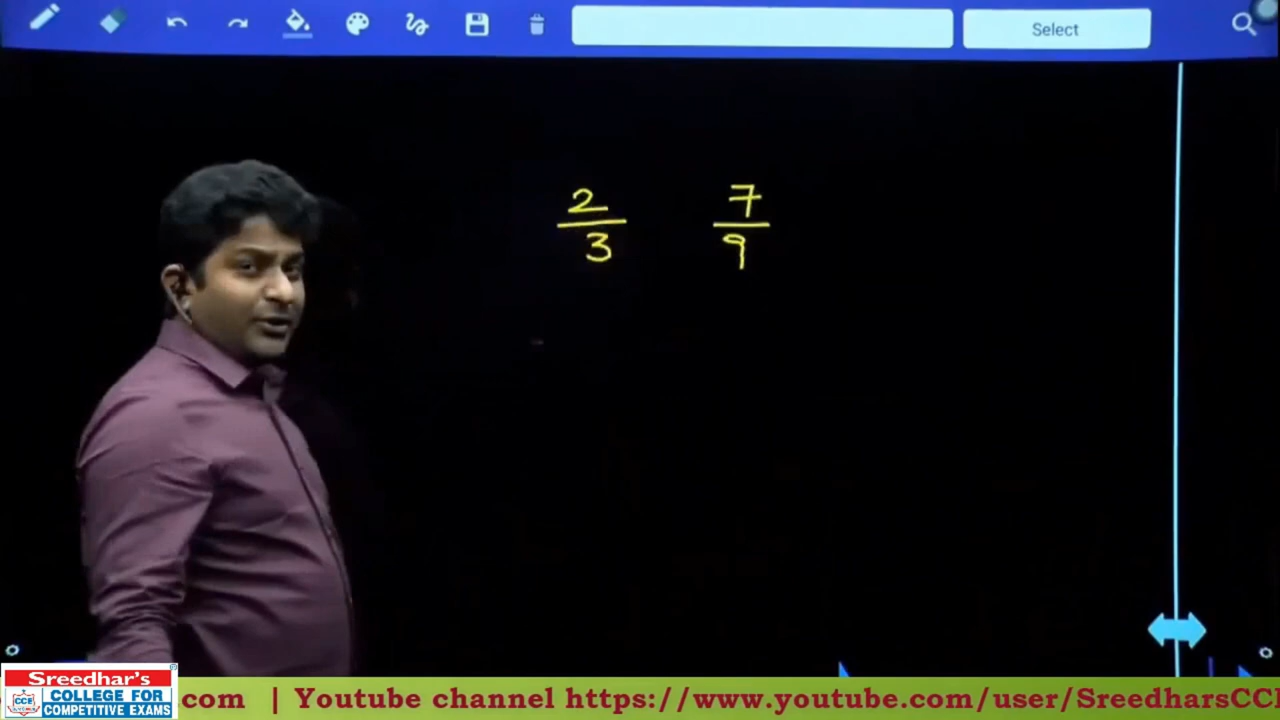 Select
2 7
3 9
Sreedhar's
CCE
COLLEGE FOR
COMPETITIVE EXAMS
.com | Youtube channel https://www.youtube.com/user/SreedharsCC